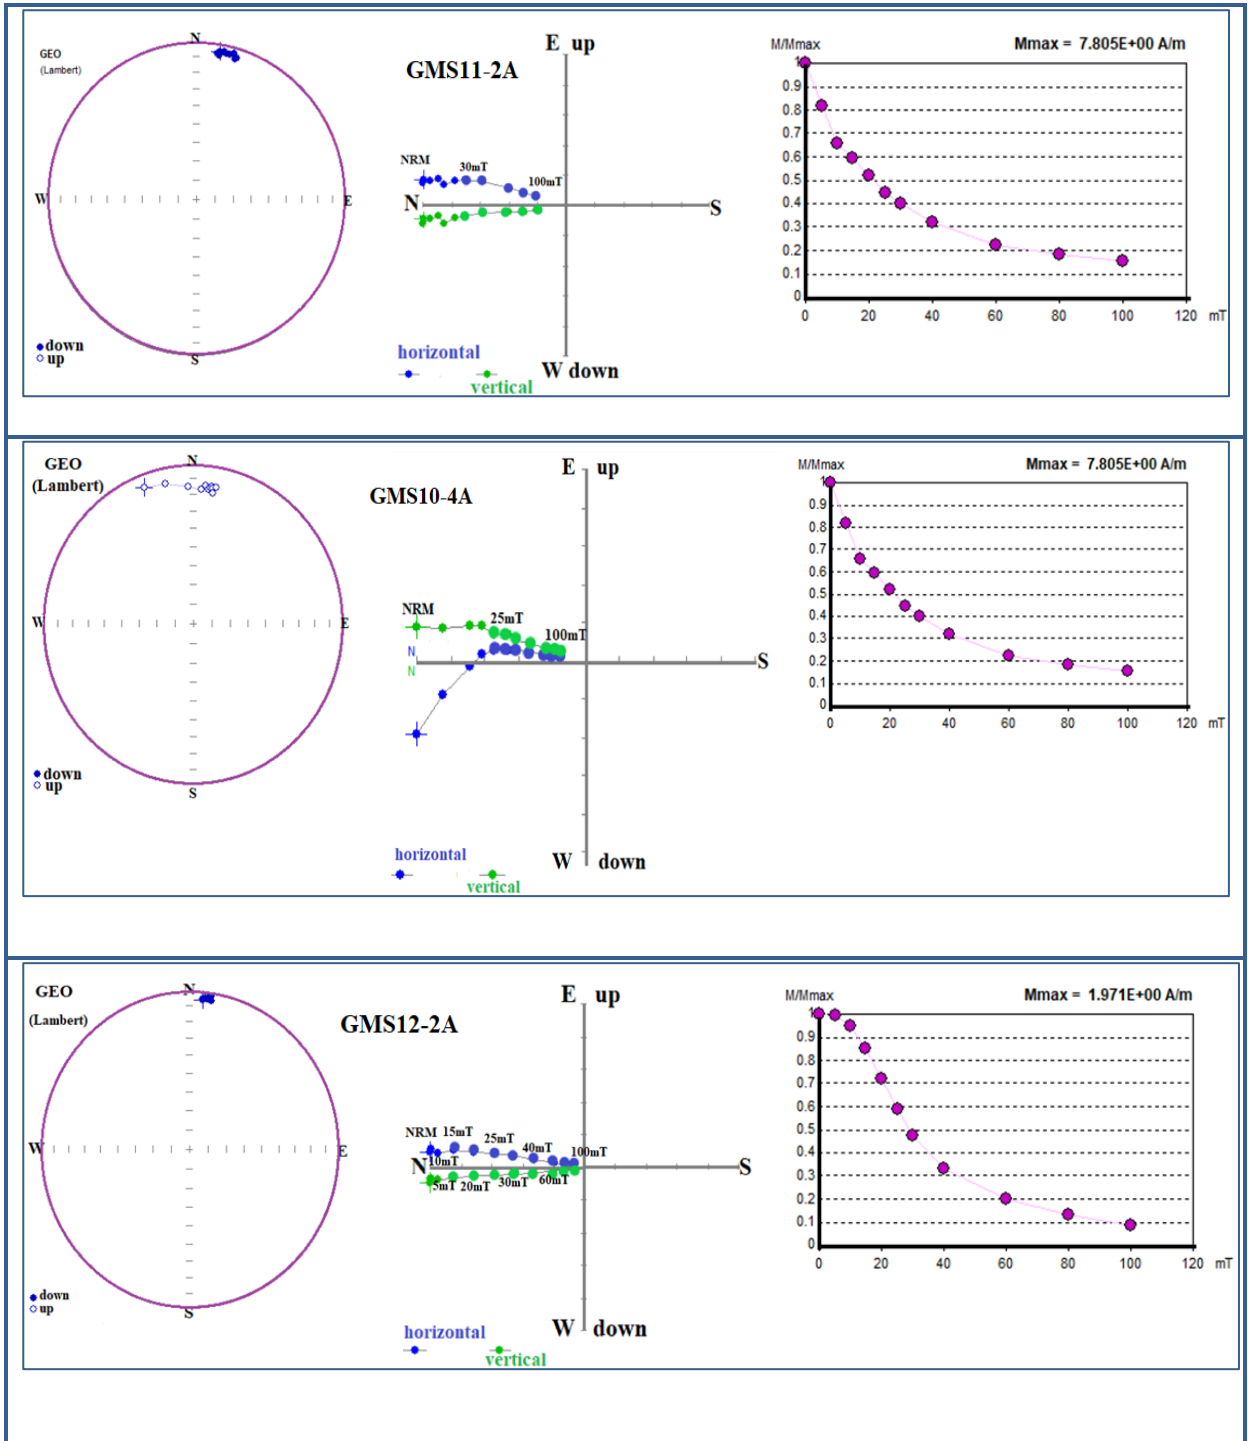 N
GEO
(Lambert)
W
E
S
down
up
GMS11-2A
E up
NRM
30mT
100mT
N
S
W down
horizontal
vertical
M/Mmax
Mmax = 7.805E+00 A/m
1
0.9
0.8
0.7
0.6
0.5
0.4
0.3
0.2
0.1
0
0 20 40 60 80 100 120 mT
GEO
(Lambert)
N
W
E
S
down
up
GMS10-4A
E up
NRM
25mT
100mT
N
N
S
W down
horizontal
vertical
M/Mmax
Mmax = 7.805E+00 A/m
1
0.9
0.8
0.7
0.6
0.5
0.4
0.3
0.2
0.1
0
0 20 40 60 80 100 120 mT
GEO
(Lambert)
N
W
E
S
down
up
GMS12-2A
E up
NRM 15mT
25mT
40mT
100mT
N
10mT
5mT 20mT 30mT 60mT
S
W down
horizontal
vertical
M/Mmax
Mmax = 1.971E+00 A/m
1
0.9
0.8
0.7
0.6
0.5
0.4
0.3
0.2
0.1
0
0 20 40 60 80 100 120 mT